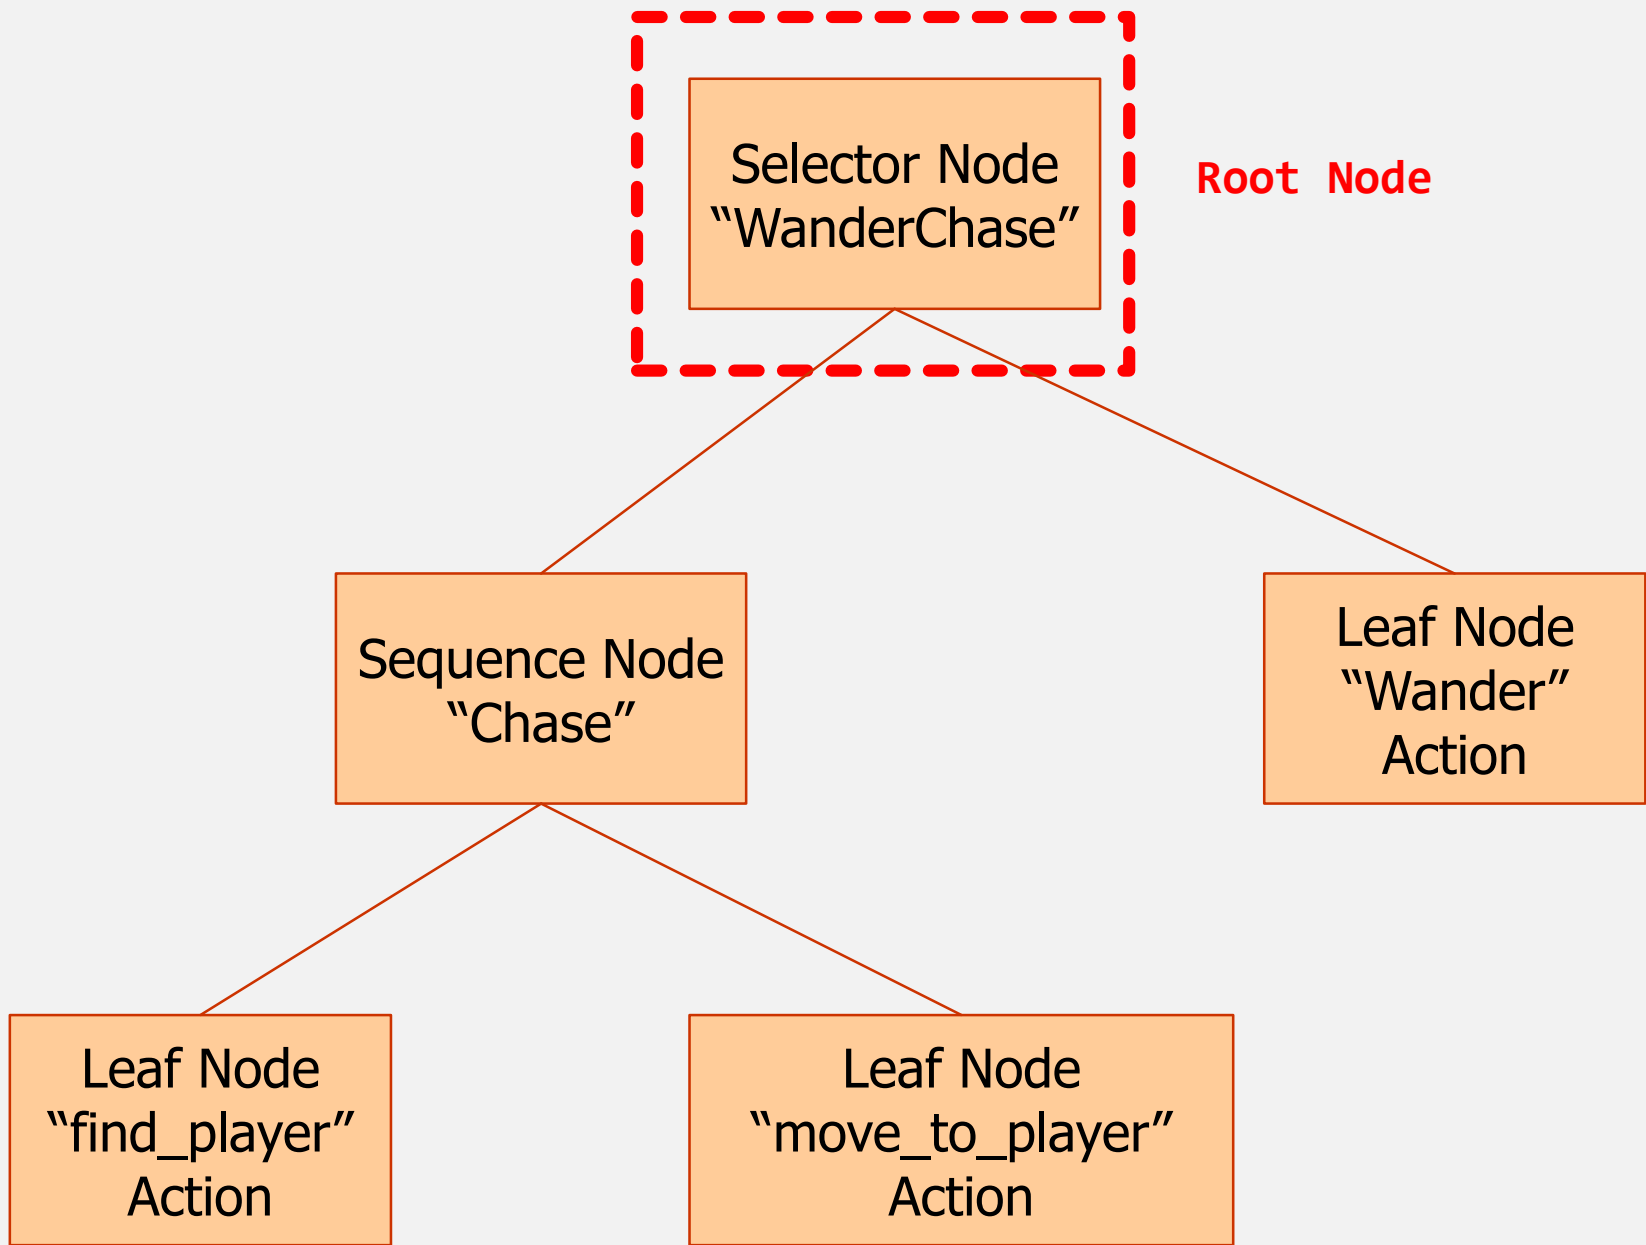 Selector Node
“WanderChase”
Root Node
Sequence Node
“Chase”
Leaf Node
“Wander”
Action
Leaf Node
“find_player”
Action
Leaf Node
“move_to_player”
Action